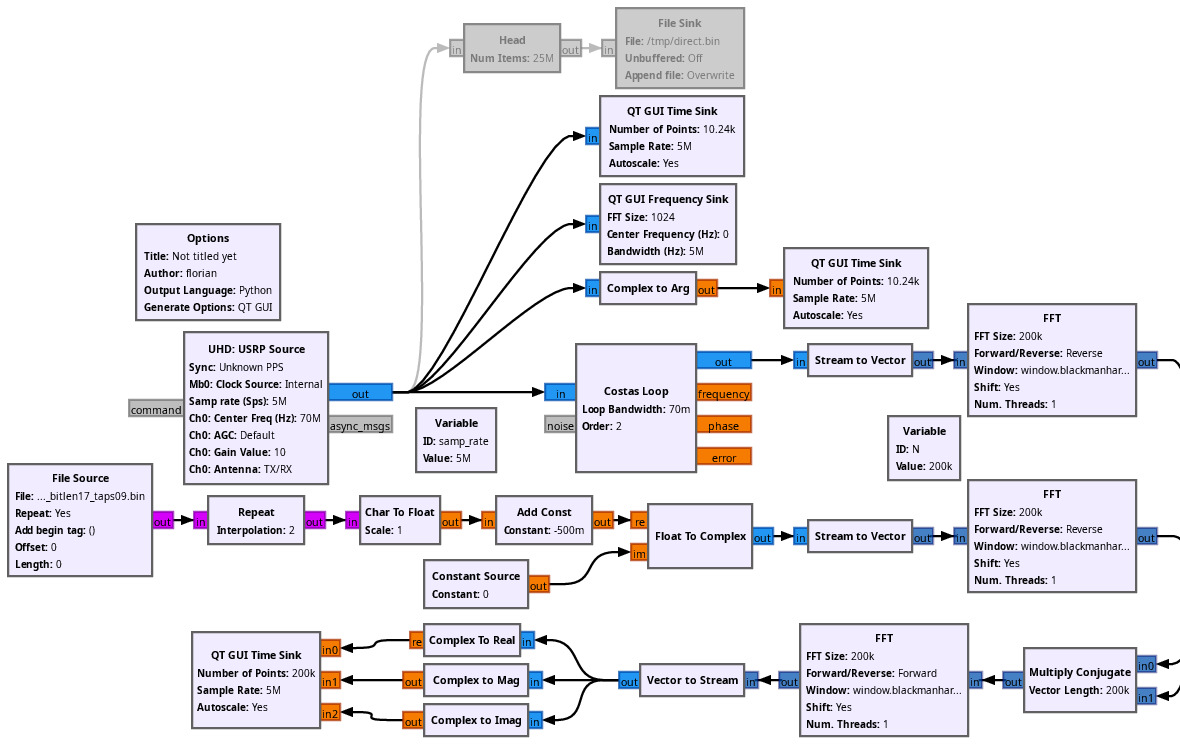 Head
Num Items: 25M
in
out
File Sink
File: /tmp/direct.bin
Unbuffered: Off
Append file: Overwrite
in
QT GUI Time Sink
Number of Points: 10.24k
Sample Rate: 5M
Autoscale: Yes
in
QT GUI Frequency Sink
FFT Size: 1024
Center Frequency (Hz): 0
Bandwidth (Hz): 5M
in
Complex to Arg
in
out
QT GUI Time Sink
Number of Points: 10.24k
Sample Rate: 5M
Autoscale: Yes
in
Options
Title: Not titled yet
Author: florian
Output Language: Python
Generate Options: QT GUI
UHD: USRP Source
Sync: Unknown PPS
Mb0: Clock Source: Internal
Samp rate (Sps): 5M
Ch0: Center Freq (Hz): 70M
Ch0: AGC: Default
Ch0: Gain Value: 10
Ch0: Antenna: TX/RX
command
out
async_msgs
Variable
ID: samp_rate
Value: 5M
Costas Loop
Loop Bandwidth: 70m
Order: 2
in
noise
out
frequency
phase
error
Stream to Vector
in
out
FFT
FFT Size: 200k
Forward/Reverse: Reverse
Window: window.blackmanhar...
Shift: Yes
Num. Threads: 1
in
out
Variable
ID: N
Value: 200k
File Source
File: ..._bitlen17_taps09.bin
Repeat: Yes
Add begin tag: ()
Offset: 0
Length: 0
out
Repeat
Interpolation: 2
in
out
Char To Float
Scale: 1
in
out
Add Const
Constant: -500m
in
out
Constant Source
Constant: 0
out
Float To Complex
re
im
out
Stream to Vector
in
out
FFT
FFT Size: 200k
Forward/Reverse: Reverse
Window: window.blackmanhar...
Shift: Yes
Num. Threads: 1
in
out
QT GUI Time Sink
Number of Points: 200k
Sample Rate: 5M
Autoscale: Yes
in0
in1
in2
Complex To Real
re
in
Complex to Mag
out
in
Complex to Imag
out
in
Vector to Stream
out
in
FFT
FFT Size: 200k
Forward/Reverse: Forward
Window: window.blackmanhar...
Shift: Yes
Num. Threads: 1
out
in
Multiply Conjugate
Vector Length: 200k
out
in0
in1